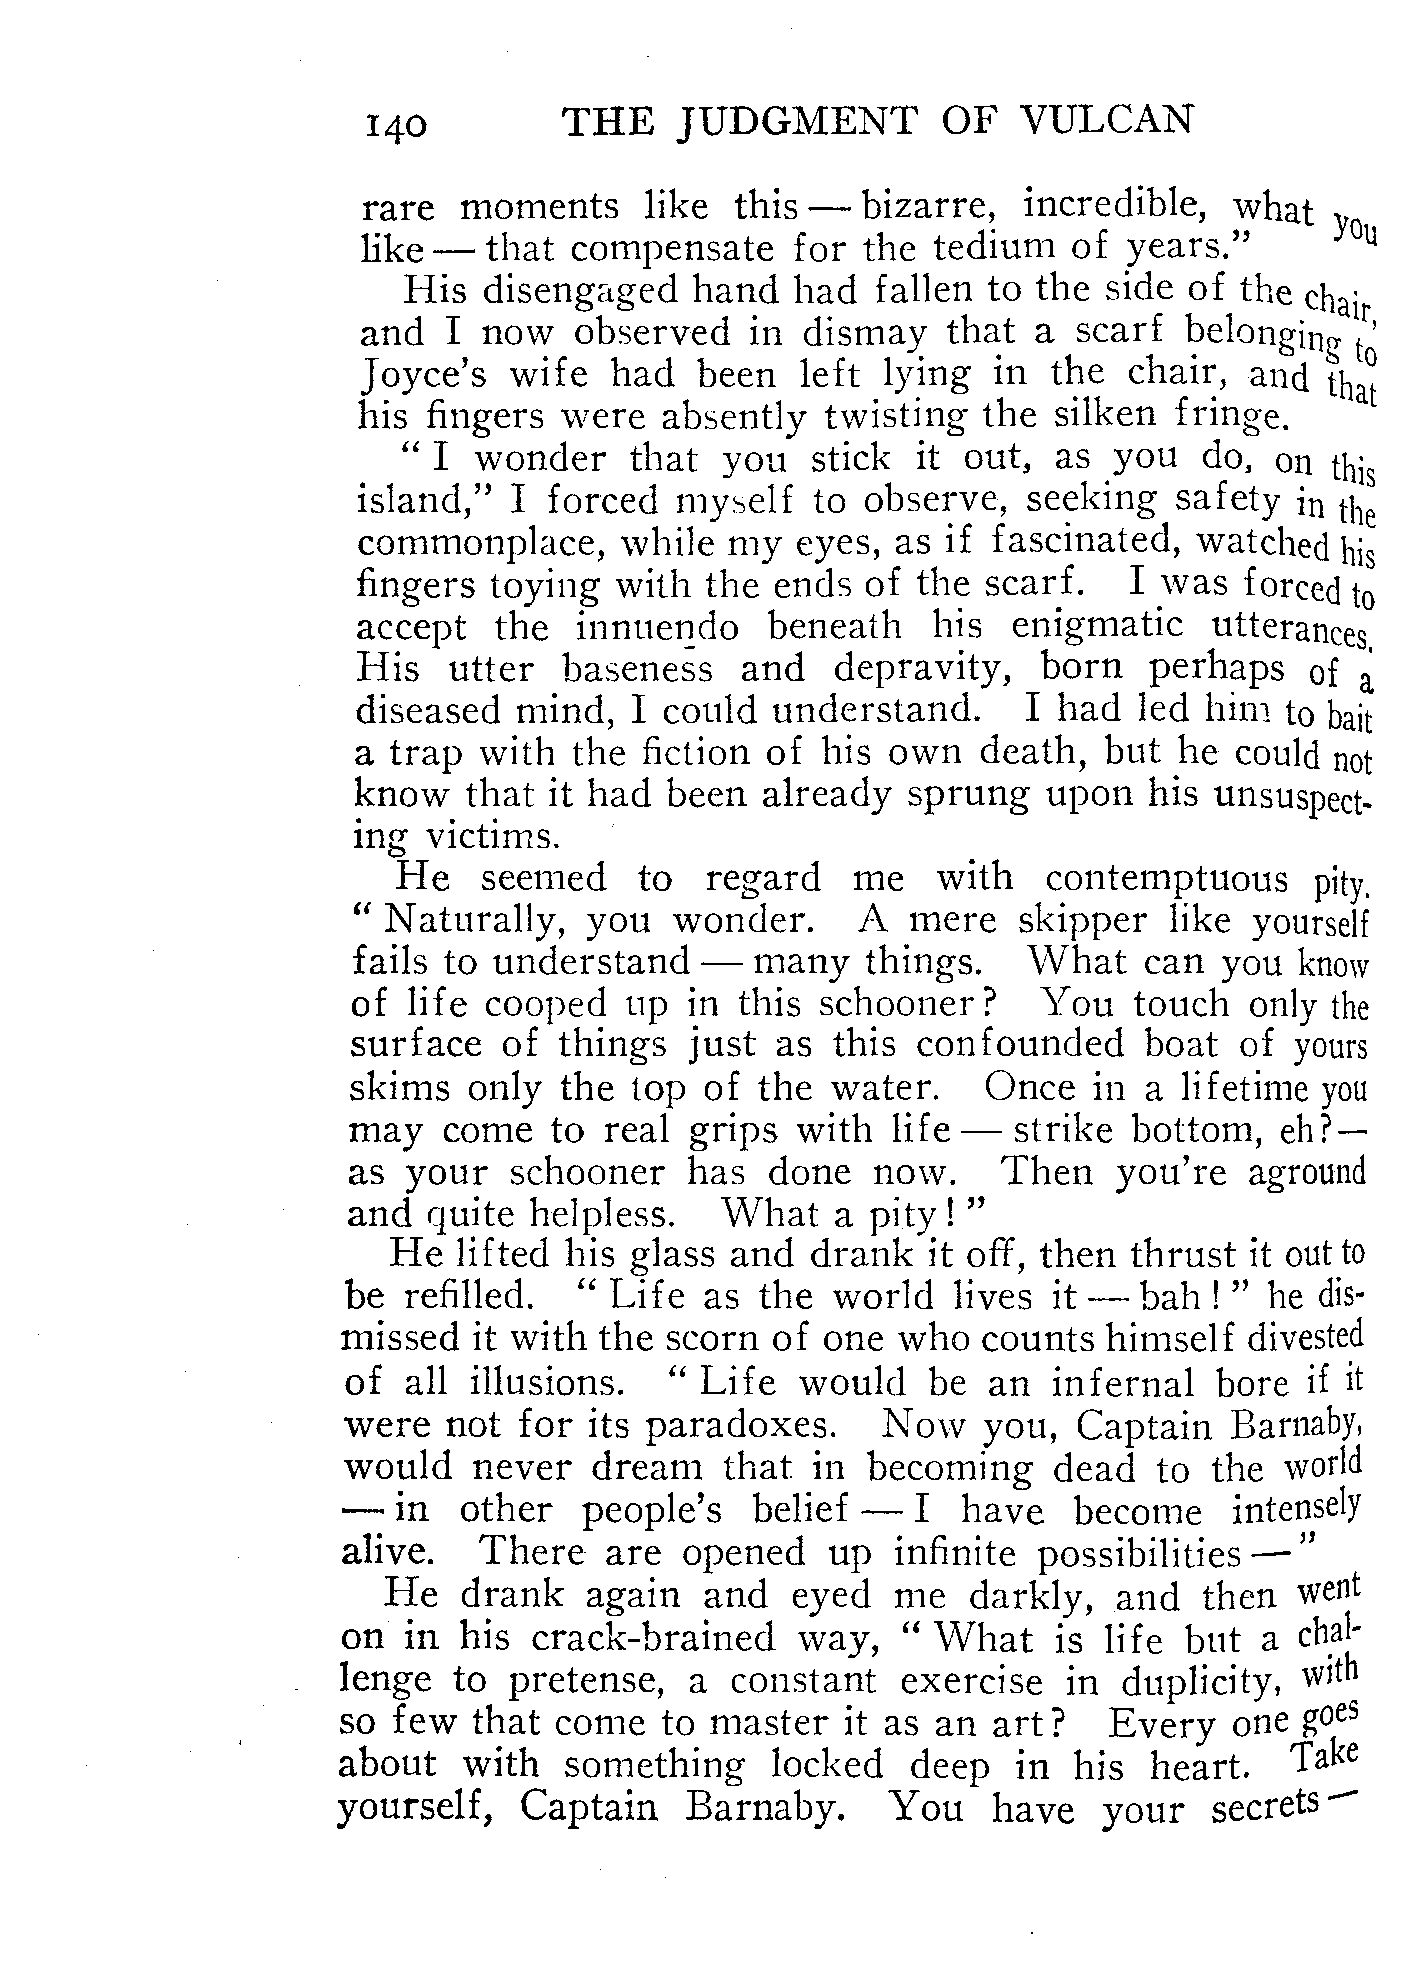 140 THE JUDGMENT OF VULCAN
rare moments like this — bizarre, incredible, what you
like — that compensate for the tedium of years."
His disengaged hand had fallen to the side of the chair,
and I now observed in dismay that a scarf belonging to
Joyce's wife had been left lying in the chair, and that
his fingers were absently twisting the silken fringe.
" I wonder that you stick it out, as you do, on this
island," I forced myself to observe, seeking safety in the
commonplace, while my eyes, as if fascinated, watched his
fingers toying with the ends of the scarf. I was forced to
accept the innuendo beneath his enigmatic utterances.
His utter baseness and depravity, born perhaps of a
diseased mind, I could understand. I had led him to bait
a trap with the fiction of his own death, but he could not
know that it had been already sprung upon his unsuspect-
ing victims.
He seemed to regard me with contemptuous pity.
" Naturally, you wonder. A mere skipper like yourself
fails to understand — many things. What can you know
of life cooped up in this schooner? You touch only the
surface of things just as this confounded boat of yours
skims only the top of the water. Once in a lifetime you
may come to real grips with life — strike bottom, eh?—
as your schooner has done now. Then you're aground
and quite helpless. What a pity! "
He lifted his glass and drank it off, then thrust it out to
be refilled. " Life as the world lives it — bah! " he dis-
missed it with the scorn of one who counts himself divested
of all illusions. " Life would be an infernal bore if it
were not for its paradoxes. Now you, Captain Barnaby,
would never dream that in becoming dead to the world
— in other people's belief — I have become intensely
alive. There are opened up infinite possibilities — "
He drank again and eyed me darkly, and then went
on in his crack-brained way, " What is life but a chal-
lenge to pretense, a constant exercise in duplicity, with
so few that come to master it as an art? Every one goes
about with something locked deep in his heart. Take
yourself, Captain Barnaby. You have your secrets —